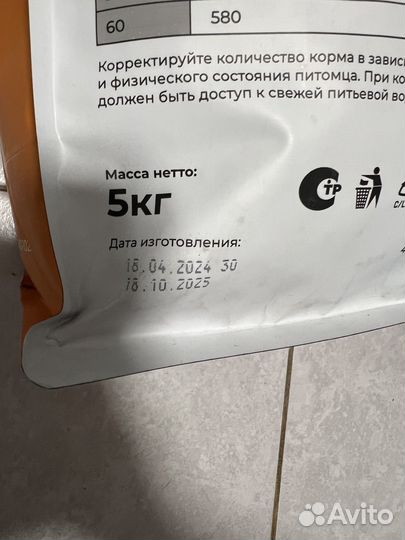 60 580
Корректируйте количество корма в завис
и физического состояния питомца. При ко
должен быть доступ к свежей питьевой во
Масса нетто:
5кг
Дата изготовления:
18.04.2024 30
18.10.2025
ТР
C/L
Avito